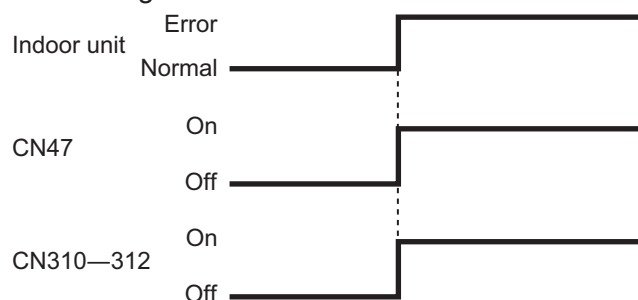 Error
Indoor unit
Normal
On
CN47
Off
On
CN310—312
Off